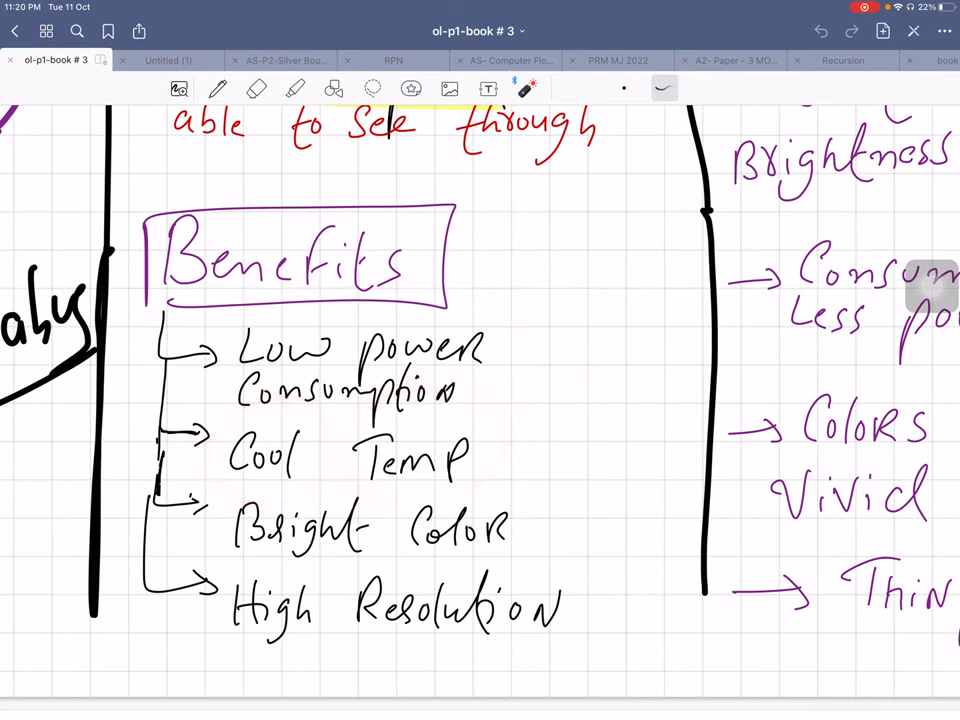 11:20 PM Tue 11 Oct
22%
ol-p1-book # 3
ol-p1-book # 3
Untitled (1)
AS-P2-Silver Boo...
RPN
AS- Computer Flo...
PRM MJ 2022
A2- Paper - 3 MO...
Recursion
book
able to see through
Benefits
Low power
Consumption
Cool Temp
Bright Color
High Resolution
Brightness
Consum
Less po
Colors
Vivid
Thin